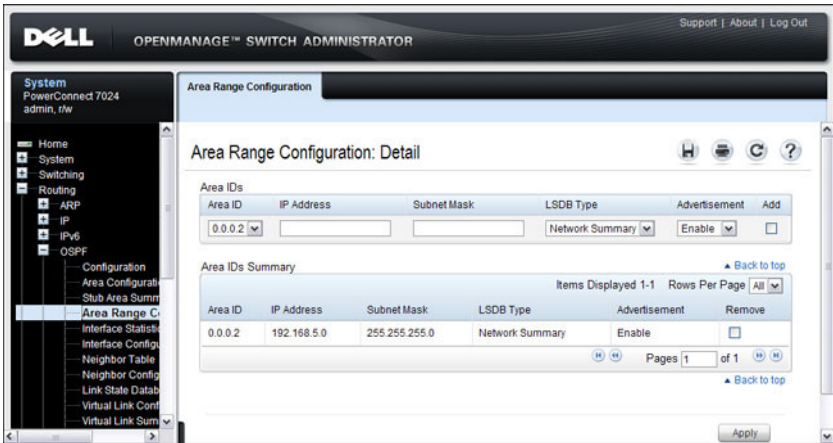 Support | About | Log Out
DELL
OPENMANAGE™ SWITCH ADMINISTRATOR
System
PowerConnect 7024
admin, r/w
Area Range Configuration
Home
System
Switching
Routing
ARP
IP
IPv6
OSPF
Configuration
Area Configurati
Stub Area Summ
Area Range C
Interface Statistic
Interface Configu
Neighbor Table
Neighbor Config
Link State Datab
Virtual Link Conf
Virtual Link Sum
Area Range Configuration: Detail
Area IDs
Area ID IP Address Subnet Mask LSDB Type Advertisement Add
0.0.0.2 Network Summary Enable
Back to top
Area IDs Summary
Items Displayed 1-1 Rows Per Page All
Area ID IP Address Subnet Mask LSDB Type Advertisement Remove
0.0.0.2 192.168.5.0 255.255.255.0 Network Summary Enable
Pages 1 of 1
Back to top
Apply